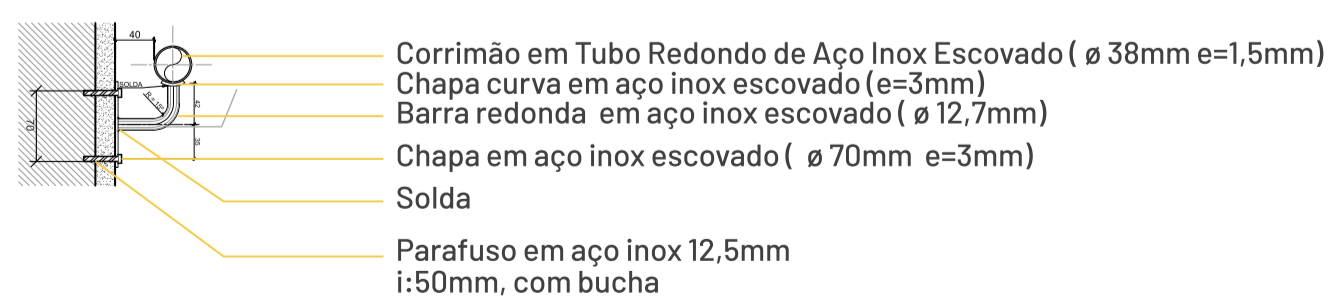 40
Corrimão em Tubo Redondo de Aço Inox Escovado ( ø 38mm e=1,5mm)
SOLDA
Chapa curva em aço inox escovado (e=3mm)
42
Barra redonda em aço inox escovado ( ø 12,7mm)
70
35
Chapa em aço inox escovado ( ø 70mm e=3mm)
Solda
Parafuso em aço inox 12,5mm
i:50mm, com bucha